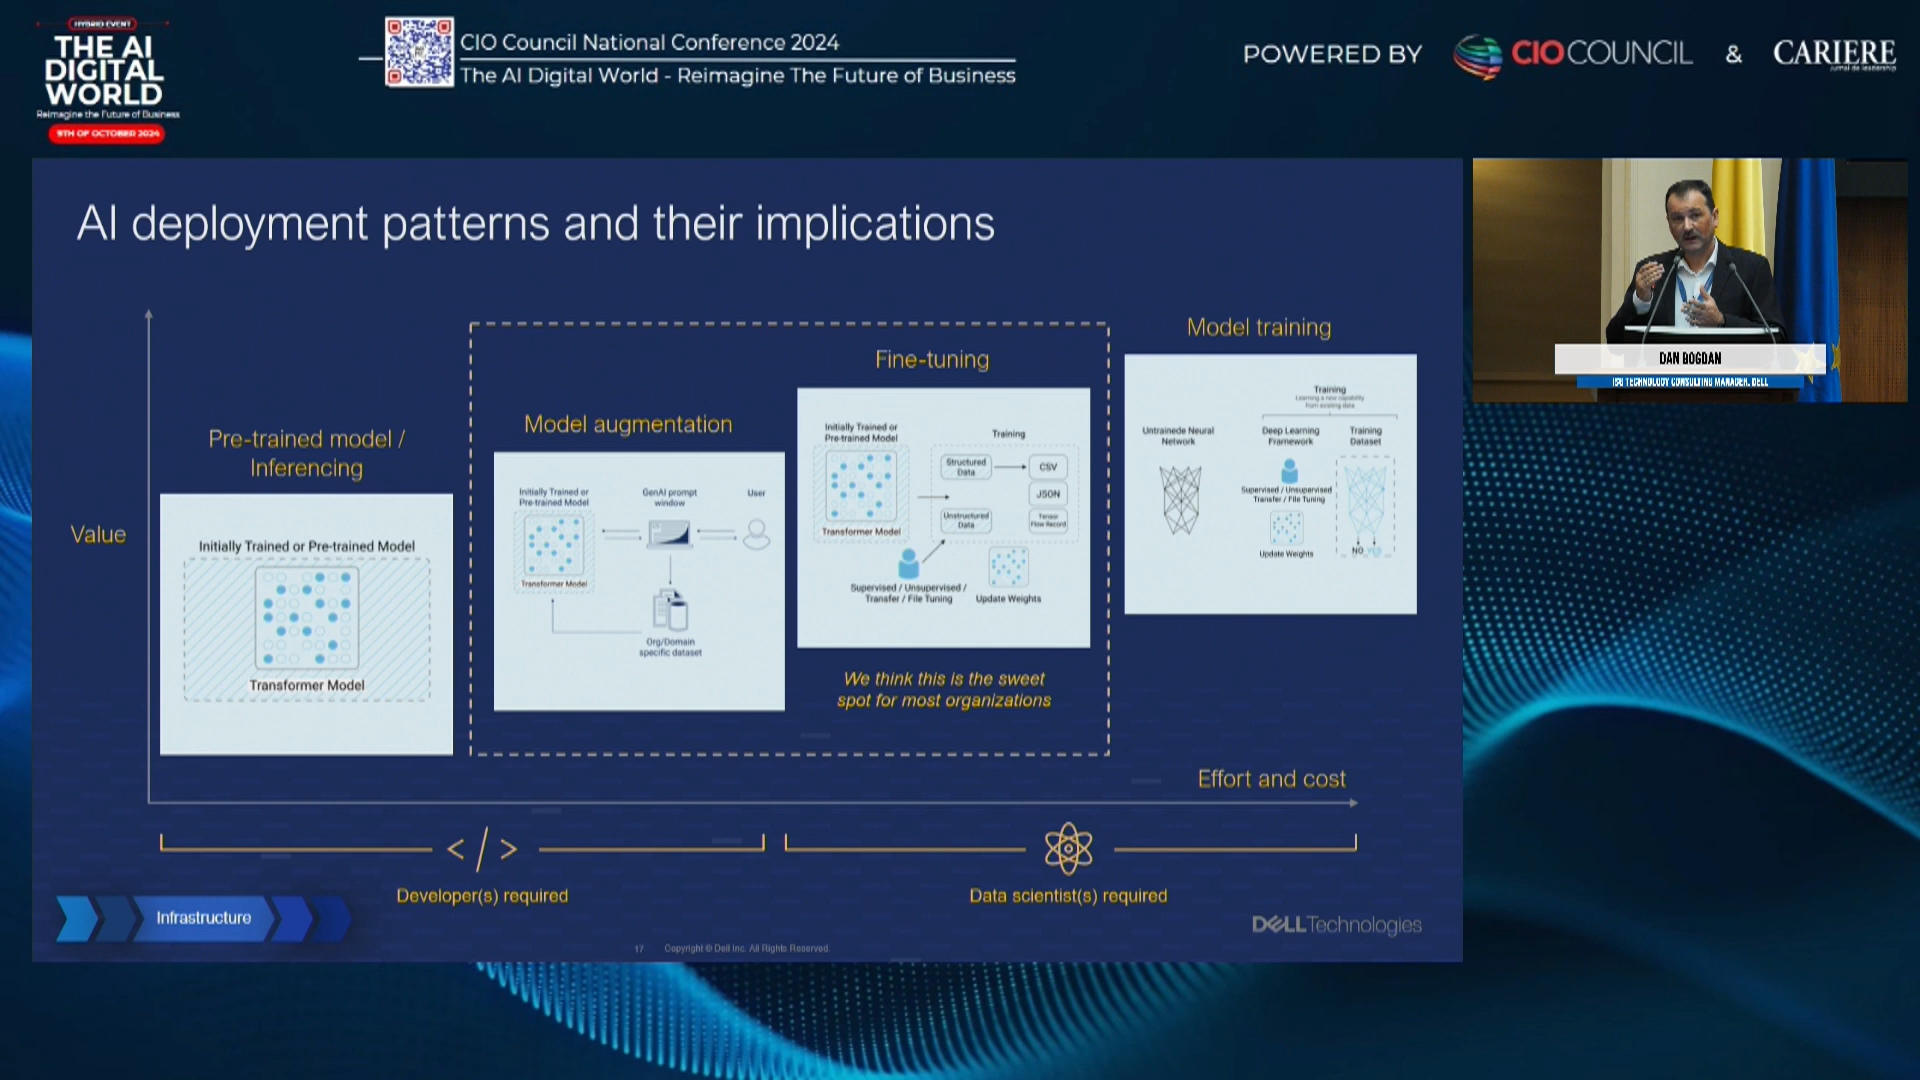 HYBRID EVENT
THE AI
DIGITAL
WORLD
Reimagine the Future of Business
9TH OF OCTOBER 2024
CIO Council National Conference 2024
The AI Digital World - Reimagine The Future of Business
POWERED BY
CIOCOUNCIL
&
CARIERE
jurnal de leadership
AI deployment patterns and their implications
Value
Pre-trained model /
Inferencing
Initially Trained or Pre-trained Model
Transformer Model
Model augmentation
Initially Trained or
Pre-trained Model
GenAI prompt
window
User
Transformer Model
Org/Domain
specific dataset
Fine-tuning
Initially Trained or
Pre-trained Model
Training
Structured
Data
CSV
JSON
Unstructured
Data
Tensor
Flow Record
Transformer Model
Supervised / Unsupervised /
Transfer / File Tuning
Update Weights
We think this is the sweet
spot for most organizations
Model training
Training
Learning a new capability
from existing data
Untrainede Neural
Network
Deep Learning
Framework
Training
Dataset
Supervised / Unsupervised
Transfer / File Tuning
Update Weights
NO YES
Effort and cost
</>
Developer(s) required
Data scientist(s) required
Infrastructure
17
Copyright © Dell Inc. All Rights Reserved.
DELLTechnologies
DAN BOGDAN
ISG TECHNOLOGY CONSULTING MANAGER, DELL